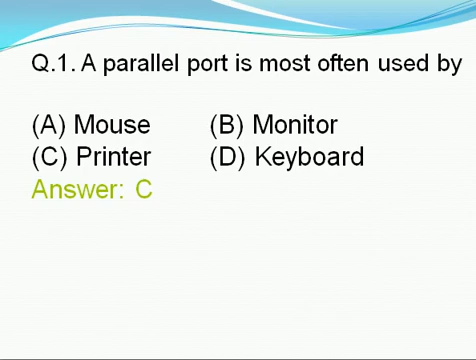 Q.1. A parallel port is most often used by
(A) Mouse (B) Monitor
(C) Printer (D) Keyboard
Answer: C